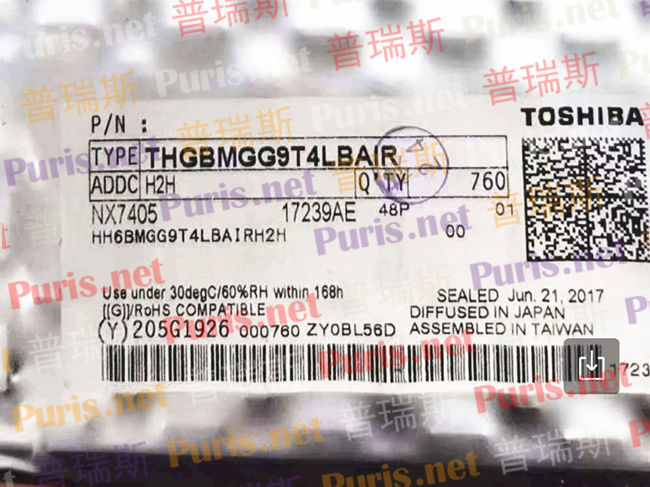 TOSHIBA
P/N :
TYPE THGBMGG9T4LBAIR
ADDC H2H Q'TY 760
NX7405 17239AE 48P 01
HH6BMGG9T4LBAIRH2H 00
Use under 30degC/60%RH within 168h
SEALED Jun. 21, 2017
[[G]]/RoHS COMPATIBLE
DIFFUSED IN JAPAN
(Y)205G1926 000760 ZY0BL56D ASSEMBLED IN TAIWAN
1723
普瑞斯 Puris.net